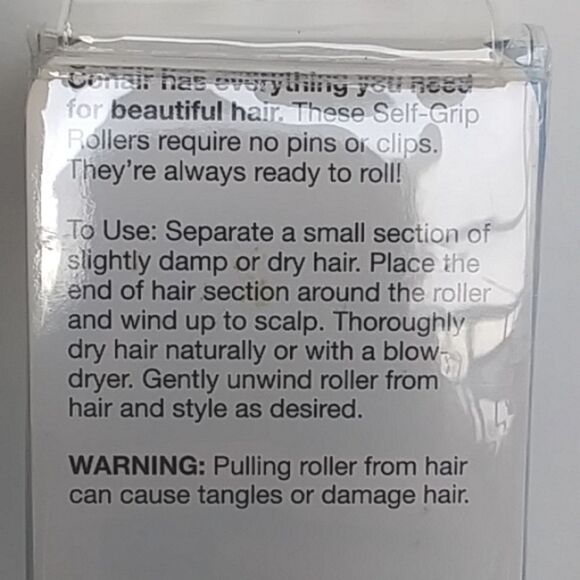 Conair has everything you need
for beautiful hair. These Self-Grip
Rollers require no pins or clips.
They're always ready to roll!
To Use: Separate a small section of
slightly damp or dry hair. Place the
end of hair section around the roller
and wind up to scalp. Thoroughly
dry hair naturally or with a blow-
dryer. Gently unwind roller from
hair and style as desired.
WARNING: Pulling roller from hair
can cause tangles or damage hair.